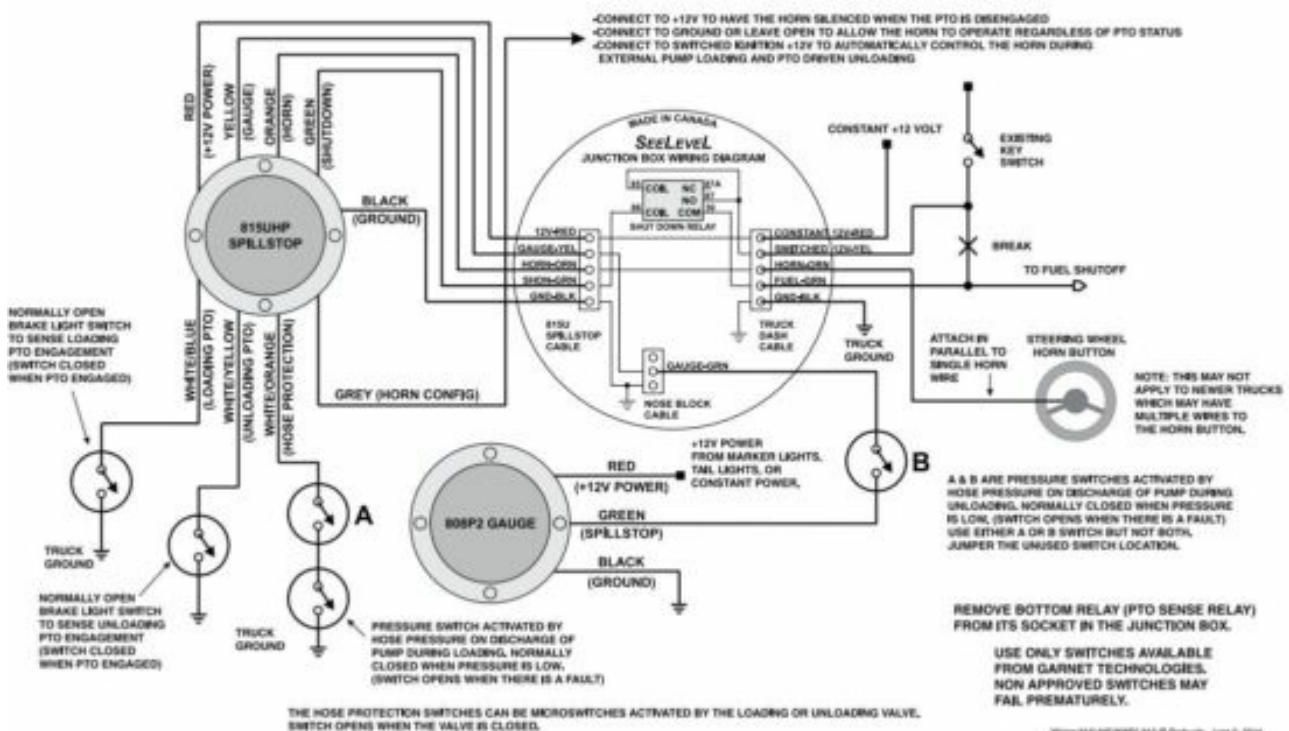 •CONNECT TO +12V TO HAVE THE HORN SILENCED WHEN THE PTO IS DISENGAGED
•CONNECT TO GROUND OR LEAVE OPEN TO ALLOW THE HORN TO OPERATE REGARDLESS OF PTO STATUS
•CONNECT TO SWITCHED IGNITION +12V TO AUTOMATICALLY CONTROL THE HORN DURING
EXTERNAL PUMP LOADING AND PTO DRIVEN UNLOADING
RED
(+12V POWER)
YELLOW
(GAUGE)
ORANGE
(HORN)
GREEN
(SHUTDOWN)
815UHP
SPILLSTOP
BLACK
(GROUND)
MADE IN CANADA
SEELEVEL
JUNCTION BOX WIRING DIAGRAM
85 COIL NC 87A
NO 87
86 COIL COM 30
SHUT DOWN RELAY
12V-RED
GAUGE-YEL
HORN-ORN
SHDN-GRN
GND-BLK
CONSTANT 12V-RED
SWITCHED 12V-YEL
HORN-ORN
FUEL-GRN
GND-BLK
815U
SPILLSTOP
CABLE
TRUCK
DASH
CABLE
GAUGE-GRN
NOSE BLOCK
CABLE
CONSTANT +12 VOLT
EXISTING
KEY
SWITCH
BREAK
TO FUEL SHUTOFF
TRUCK
GROUND
ATTACH IN
PARALLEL TO
SINGLE HORN
WIRE
STEERING WHEEL
HORN BUTTON
NOTE: THIS MAY NOT
APPLY TO NEWER TRUCKS
WHICH MAY HAVE
MULTIPLE WIRES TO
THE HORN BUTTON.
NORMALLY OPEN
BRAKE LIGHT SWITCH
TO SENSE LOADING
PTO ENGAGEMENT
(SWITCH CLOSED
WHEN PTO ENGAGED)
WHITE/BLUE
(LOADING PTO)
WHITE/YELLOW
(UNLOADING PTO)
WHITE/ORANGE
(HOSE PROTECTION)
GREY (HORN CONFIG)
TRUCK
GROUND
A
NORMALLY OPEN
BRAKE LIGHT SWITCH
TO SENSE UNLOADING
PTO ENGAGEMENT
(SWITCH CLOSED
WHEN PTO ENGAGED)
TRUCK
GROUND
PRESSURE SWITCH ACTIVATED BY
HOSE PRESSURE ON DISCHARGE OF
PUMP DURING LOADING. NORMALLY
CLOSED WHEN PRESSURE IS LOW.
(SWITCH OPENS WHEN THERE IS A FAULT)
808P2 GAUGE
RED
(+12V POWER)
+12V POWER
FROM MARKER LIGHTS,
TAIL LIGHTS, OR
CONSTANT POWER.
GREEN
(SPILLSTOP)
BLACK
(GROUND)
B
A & B ARE PRESSURE SWITCHES ACTIVATED BY
HOSE PRESSURE ON DISCHARGE OF PUMP DURING
UNLOADING. NORMALLY CLOSED WHEN PRESSURE
IS LOW. (SWITCH OPENS WHEN THERE IS A FAULT)
USE EITHER A OR B SWITCH BUT NOT BOTH,
JUMPER THE UNUSED SWITCH LOCATION.
REMOVE BOTTOM RELAY (PTO SENSE RELAY)
FROM ITS SOCKET IN THE JUNCTION BOX.
USE ONLY SWITCHES AVAILABLE
FROM GARNET TECHNOLOGIES.
NON APPROVED SWITCHES MAY
FAIL PREMATURELY.
THE HOSE PROTECTION SWITCHES CAN BE MICROSWITCHES ACTIVATED BY THE LOADING OR UNLOADING VALVE.
SWITCH OPENS WHEN THE VALVE IS CLOSED.